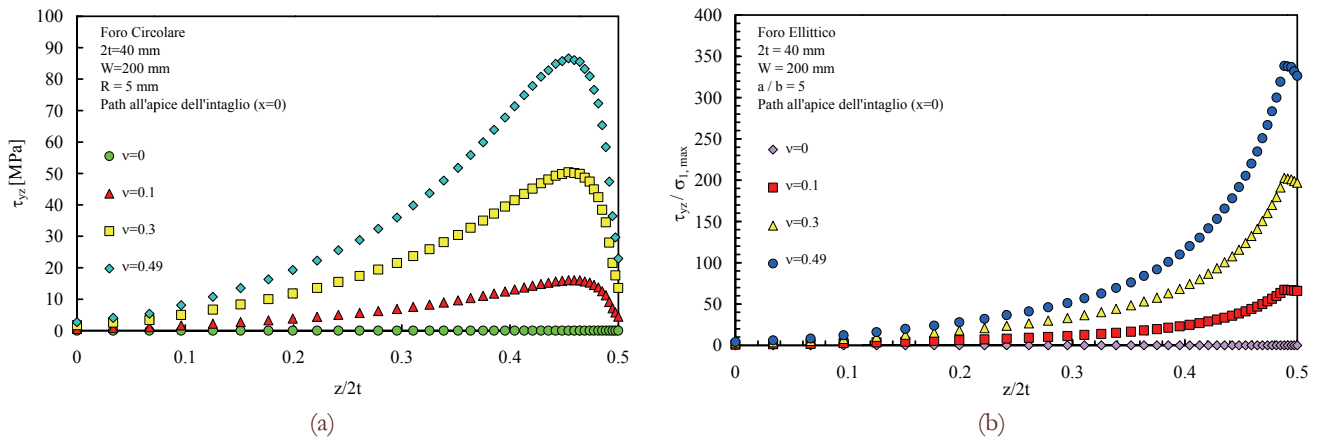 Foro Circolare
2t=40 mm
W=200 mm
R = 5 mm
Path all'apice dell'intaglio (x=0)
ν=0
ν=0.1
ν=0.3
ν=0.49
τyz [MPa]
100
90
80
70
60
50
40
30
20
10
0
0 0.1 0.2 0.3 0.4 0.5
z/2t
(a)
Foro Ellittico
2t = 40 mm
W = 200 mm
a / b = 5
Path all'apice dell'intaglio (x=0)
ν=0
ν=0.1
ν=0.3
ν=0.49
τyz/ σ1, max
400
350
300
250
200
150
100
50
0
0 0.1 0.2 0.3 0.4 0.5
z/2t
(b)